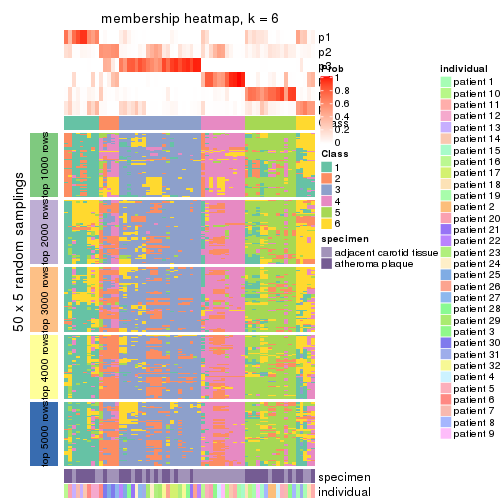 membership heatmap, k = 6
p1
p2
p3
Prob
1
0.8
0.6
0.4
0.2
0
Class
1
2
3
4
5
6
specimen
adjacent carotid tissue
atheroma plaque
individual
patient 1
patient 10
patient 11
patient 12
patient 13
patient 14
patient 15
patient 16
patient 17
patient 18
patient 19
patient 2
patient 20
patient 21
patient 22
patient 23
patient 24
patient 25
patient 26
patient 27
patient 28
patient 29
patient 3
patient 30
patient 31
patient 32
patient 4
patient 5
patient 6
patient 7
patient 8
patient 9
50 x 5 random samplings
top 1000 rows
top 2000 rows
top 3000 rows
top 4000 rows
top 5000 rows
specimen
individual